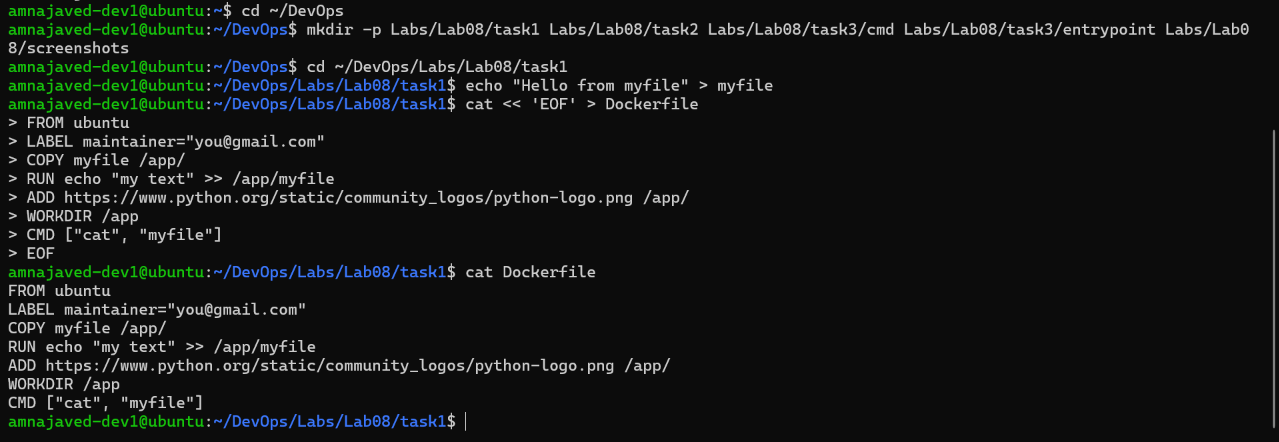 amnajaved-dev1@ubuntu:~$ cd ~/DevOps
amnajaved-dev1@ubuntu:~/DevOps$ mkdir -p Labs/Lab08/task1 Labs/Lab08/task2 Labs/Lab08/task3/cmd Labs/Lab08/task3/entrypoint Labs/Lab0
8/screenshots
amnajaved-dev1@ubuntu:~/DevOps$ cd ~/DevOps/Labs/Lab08/task1
amnajaved-dev1@ubuntu:~/DevOps/Labs/Lab08/task1$ echo "Hello from myfile" > myfile
amnajaved-dev1@ubuntu:~/DevOps/Labs/Lab08/task1$ cat << 'EOF' > Dockerfile
> FROM ubuntu
> LABEL maintainer="you@gmail.com"
> COPY myfile /app/
> RUN echo "my text" >> /app/myfile
> ADD https://www.python.org/static/community_logos/python-logo.png /app/
> WORKDIR /app
> CMD ["cat", "myfile"]
> EOF
amnajaved-dev1@ubuntu:~/DevOps/Labs/Lab08/task1$ cat Dockerfile
FROM ubuntu
LABEL maintainer="you@gmail.com"
COPY myfile /app/
RUN echo "my text" >> /app/myfile
ADD https://www.python.org/static/community_logos/python-logo.png /app/
WORKDIR /app
CMD ["cat", "myfile"]
amnajaved-dev1@ubuntu:~/DevOps/Labs/Lab08/task1$